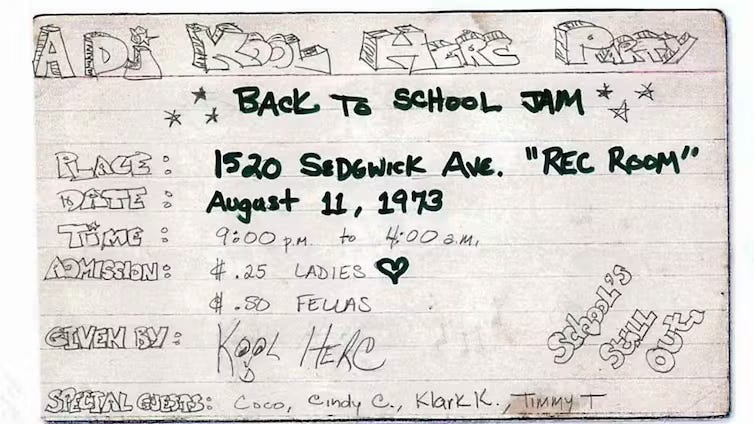 A DJ KOOL HERC PARTY
BACK TO SCHOOL JAM
PLACE: 1520 SEDGWICK AVE. "REC ROOM"
DATE: August 11, 1973
TIME: 9:00 p.m. to 4:00 a.m.
ADMISSION: $.25 LADIES ♥
$.50 FELLAS
GIVEN BY: KOOL HERC
SCHOOL'S
STILL
OUT.
SPECIAL GUESTS: Coco, Cindy C., Klark K., Timmy T